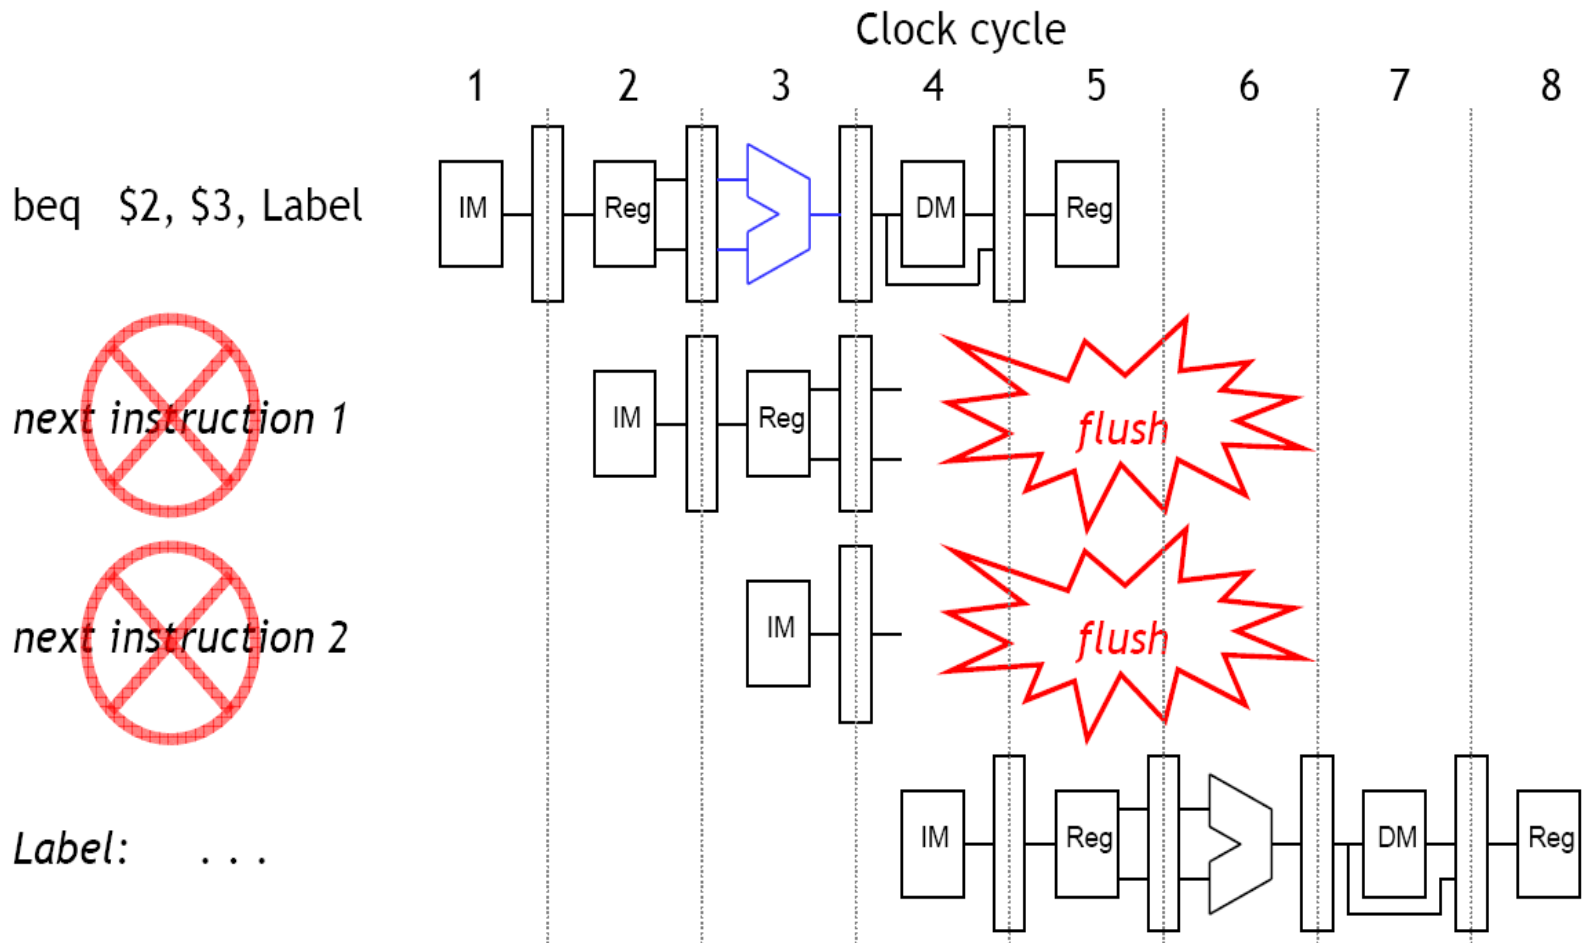 Clock cycle
1 2 3 4 5 6 7 8
beq $2, $3, Label IM Reg DM Reg
next instruction 1 IM Reg flush
next instruction 2 IM flush
Label: . . . IM Reg DM Reg